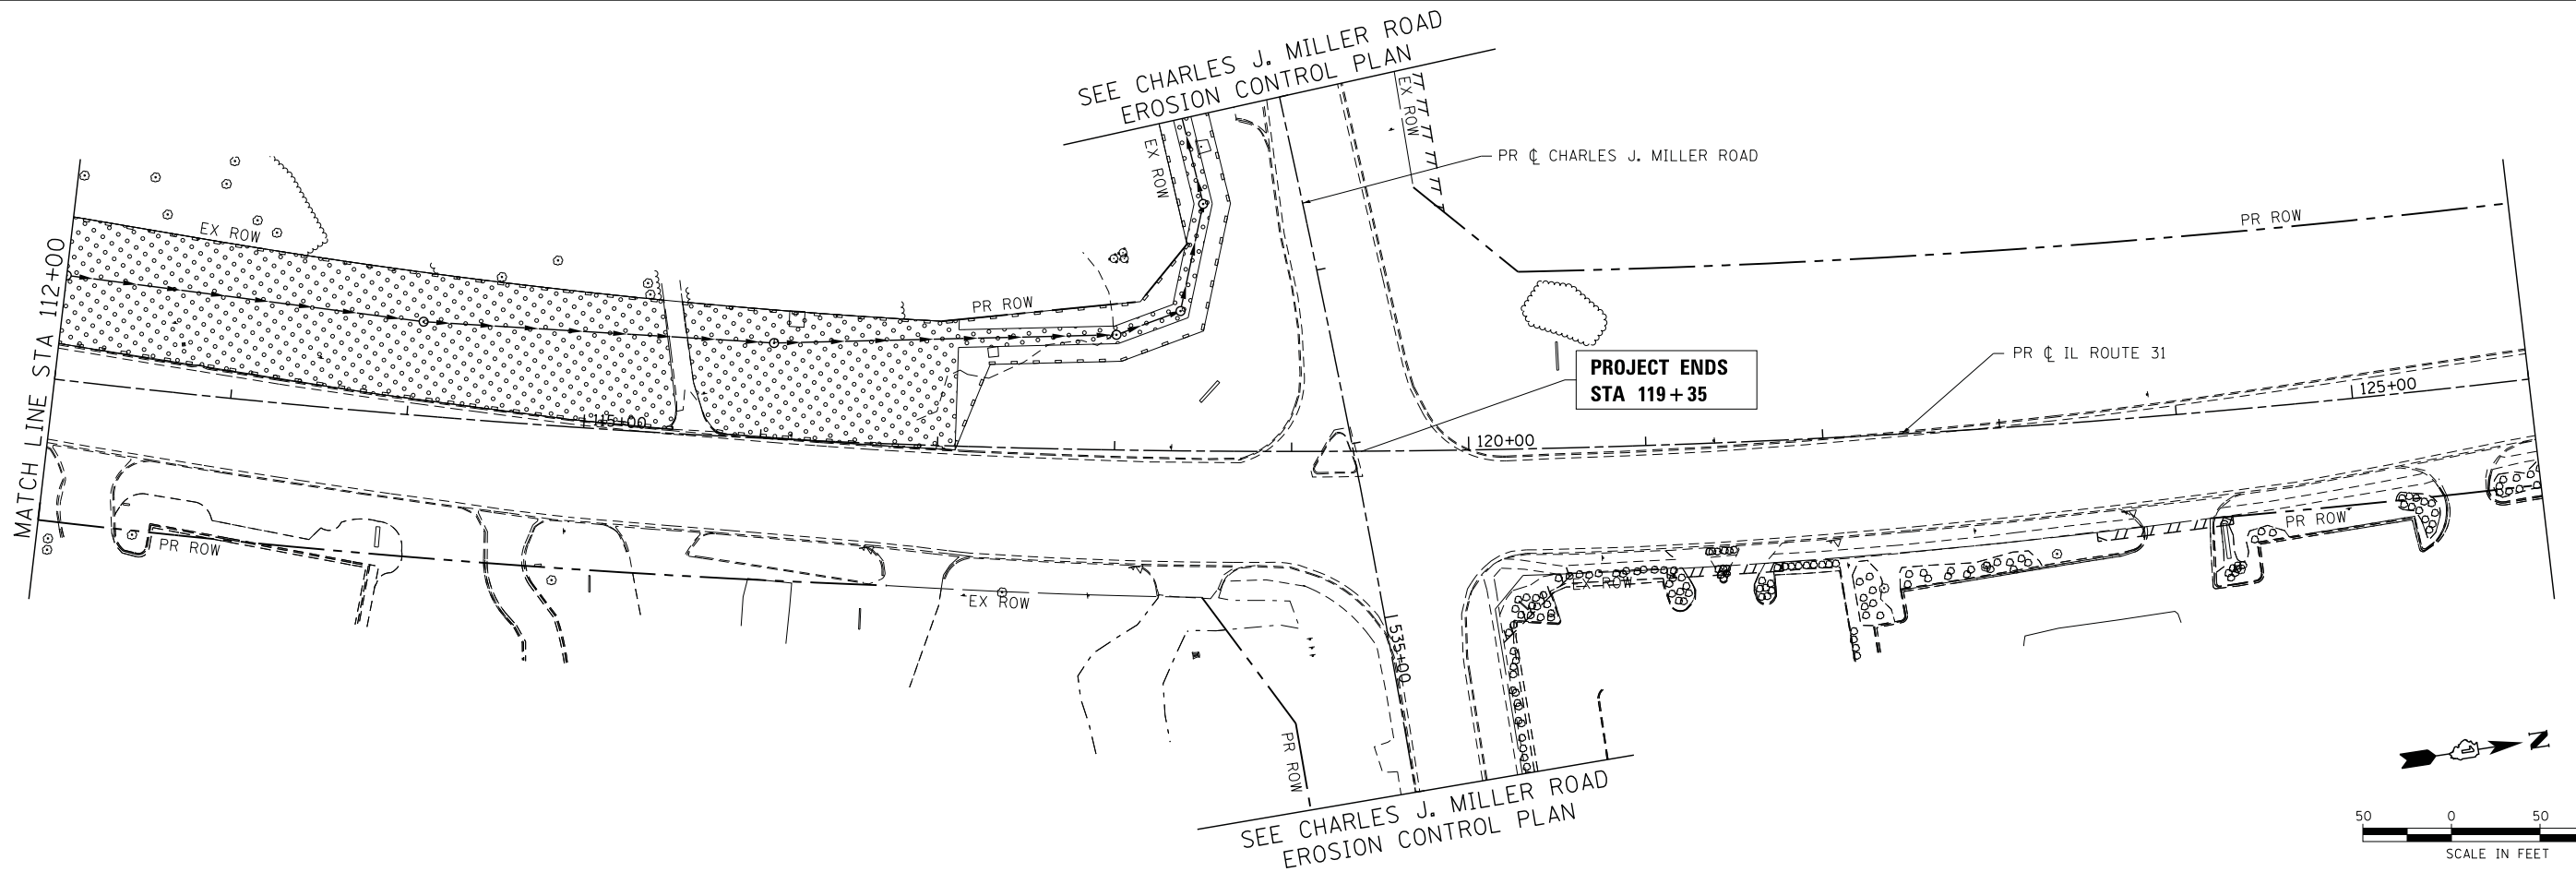 SEE CHARLES J. MILLER ROAD
EROSION CONTROL PLAN
EX ROW
EX ROW
PR ℄ CHARLES J. MILLER ROAD
EX ROW
PR ROW
MATCH LINE STA 112+00
PR ROW
PROJECT ENDS
STA 119+35
PR ℄ IL ROUTE 31
125+00
115+00
120+00
PR ROW
PR ROW
EX ROW
EX ROW
535+00
PR ROW
N
SEE CHARLES J. MILLER ROAD
EROSION CONTROL PLAN
50 0 50
SCALE IN FEET